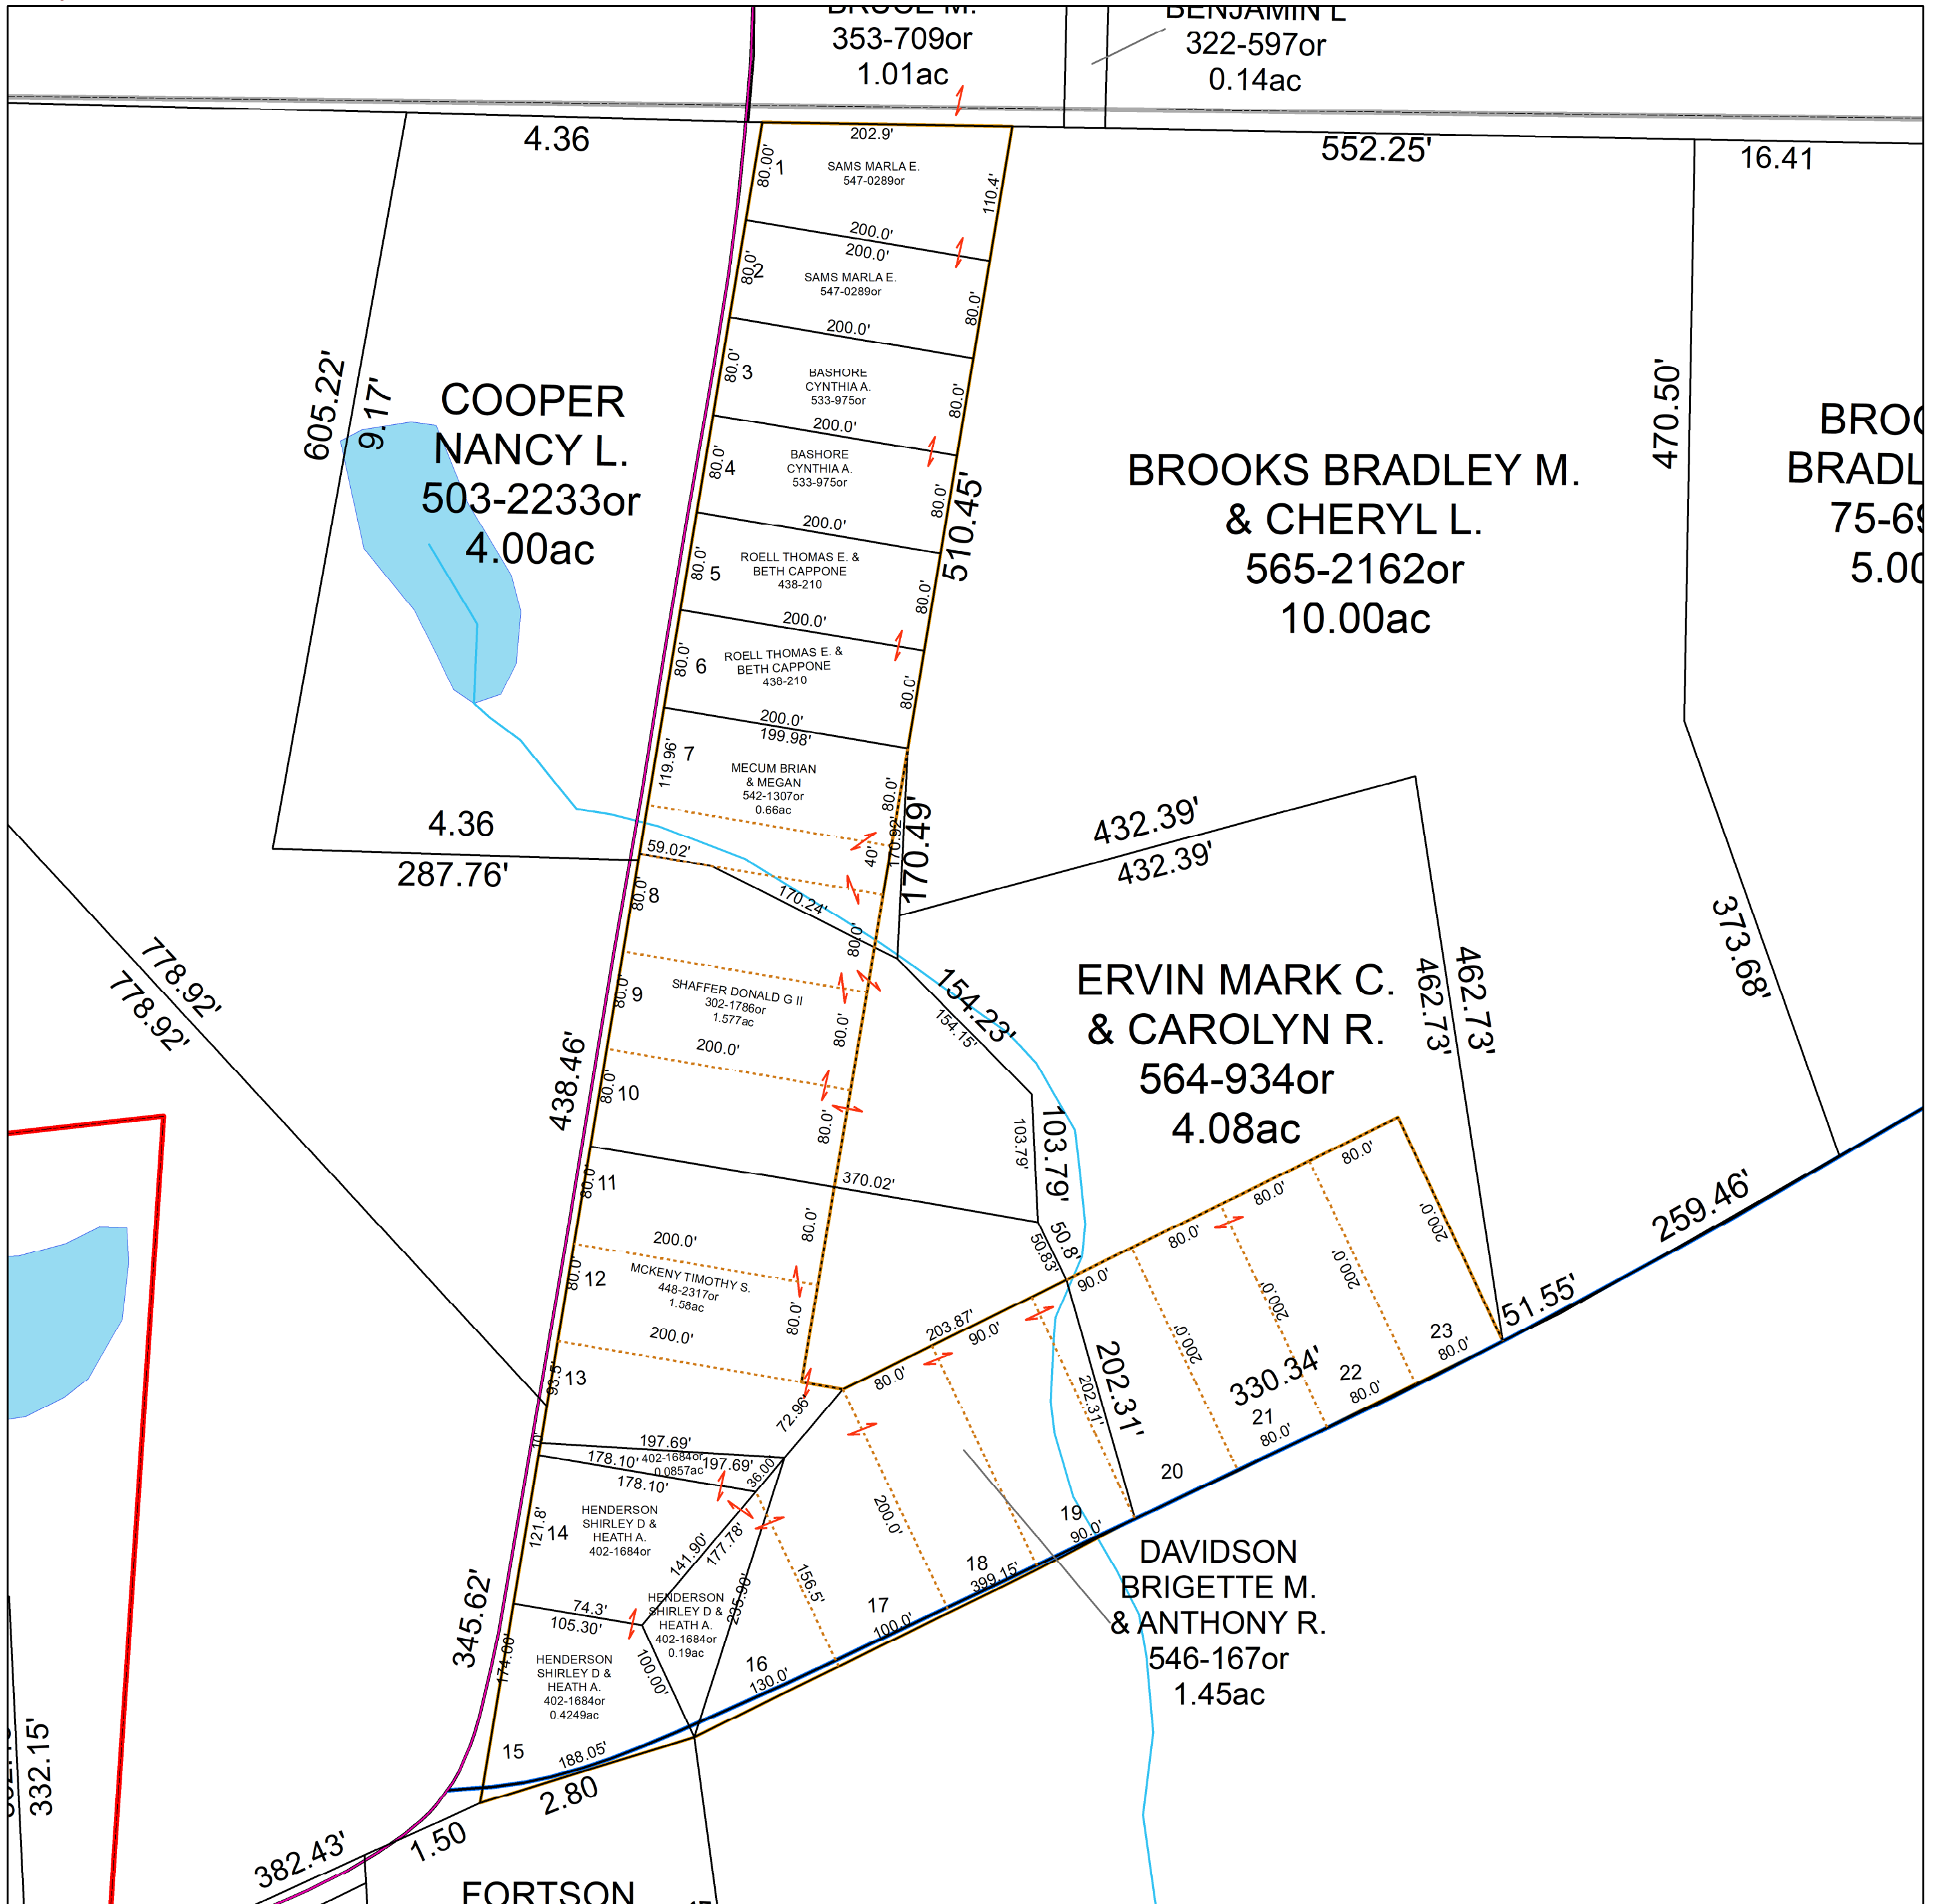 BRUCE M.
353-709or
1.01ac
BENJAMIN L
322-597or
0.14ac
4.36
202.9'
552.25'
16.41
80.00'
1
SAMS MARLA E.
547-0289or
110.4'
200.0'
200.0'
80.0'
2
SAMS MARLA E.
547-0289or
80.0'
200.0'
80.0'
3
BASHORE
CYNTHIA A.
533-975or
80.0'
200.0'
80.0'
4
BASHORE
CYNTHIA A.
533-975or
80.0'
510.45'
200.0'
80.0'
5
ROELL THOMAS E. &
BETH CAPPONE
438-210
80.0'
200.0'
80.0'
6
ROELL THOMAS E. &
BETH CAPPONE
438-210
80.0'
200.0'
199.98'
119.96'
7
MECUM BRIAN
& MEGAN
542-1307or
0.66ac
80.0'
40'
170.92'
170.49'
605.22'
9.17'
COOPER
NANCY L.
503-2233or
4.00ac
4.36
287.76'
BROOKS BRADLEY M.
& CHERYL L.
565-2162or
10.00ac
470.50'
373.68'
BROO
BRADL
75-69
5.00
432.39'
432.39'
462.73'
462.73'
ERVIN MARK C.
& CAROLYN R.
564-934or
4.08ac
59.02'
170.24'
80.0'
8
80.0'
80.0'
9
SHAFFER DONALD G II
302-1786or
1.577ac
80.0'
200.0'
80.0'
10
80.0'
154.23'
154.15'
103.79'
103.79'
50.8'
50.83'
370.02'
438.46'
778.92'
778.92'
80.0'
11
80.0'
200.0'
80.0'
12
MCKENY TIMOTHY S.
448-2317or
1.58ac
80.0'
200.0'
93.5'
13
72.96'
197.69'
10'
402-1684or
0.0857ac
197.69'
178.10'
178.10'
36.00'
121.8'
14
HENDERSON
SHIRLEY D &
HEATH A.
402-1684or
141.90'
177.78'
74.3'
105.30'
HENDERSON
SHIRLEY D &
HEATH A.
402-1684or
0.19ac
235.90'
100.00'
345.62'
174.00'
HENDERSON
SHIRLEY D &
HEATH A.
402-1684or
0.4249ac
15
188.05'
2.80
1.50
382.43'
332.15'
FORTSON
203.87'
80.0'
90.0'
90.0'
80.0'
80.0'
80.0'
200.0'
156.5'
202.31'
202.31'
200.0'
200.0'
200.0'
200.0'
16
130.0'
17
100.0'
18
399.15'
19
90.0'
20
330.34'
21
80.0'
22
80.0'
23
80.0'
51.55'
259.46'
DAVIDSON
BRIGETTE M.
& ANTHONY R.
546-167or
1.45ac